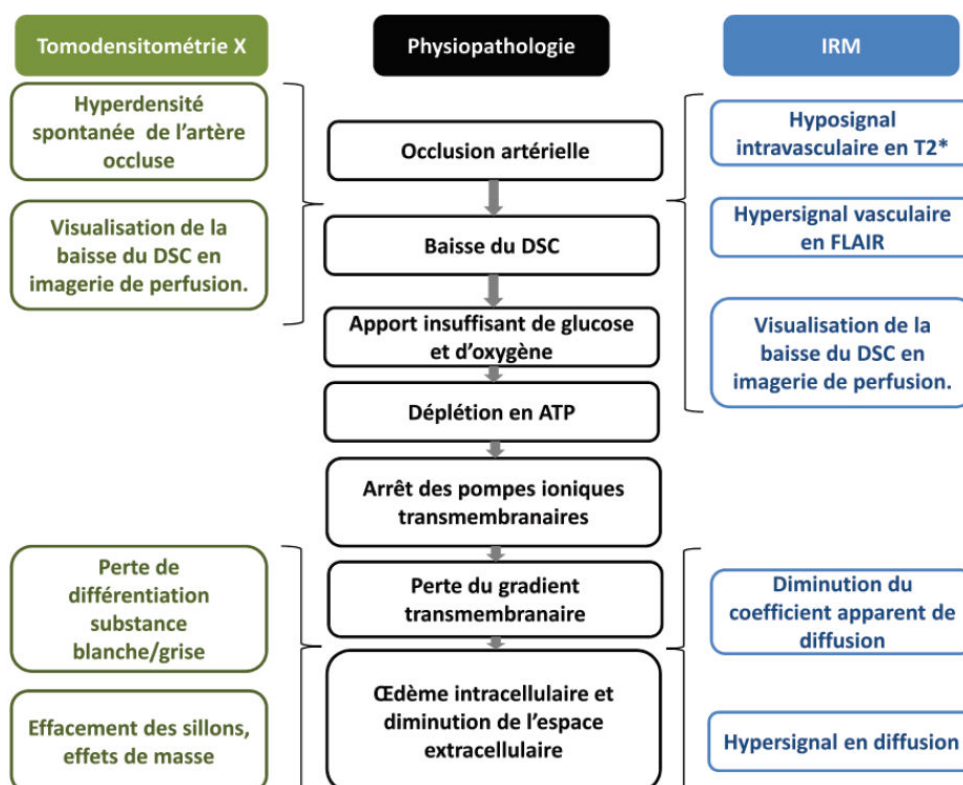 Tomodensitométrie X
Physiopathologie
IRM
Hyperdensité
spontanée de l'artère
occluse
Visualisation de la
baisse du DSC en
imagerie de perfusion.
Perte de
différentiation
substance
blanche/grise
Effacement des sillons,
effets de masse
Occlusion artérielle
Baisse du DSC
Apport insuffisant de glucose
et d'oxygène
Déplétion en ATP
Arrêt des pompes ioniques
transmembranaires
Perte du gradient
transmembranaire
Œdème intracellulaire et
diminution de l'espace
extracellulaire
Hyposignal
intravasculaire en T2*
Hypersignal vasculaire
en FLAIR
Visualisation de la
baisse du DSC en
imagerie de perfusion.
Diminution du
coefficient apparent de
diffusion
Hypersignal en diffusion